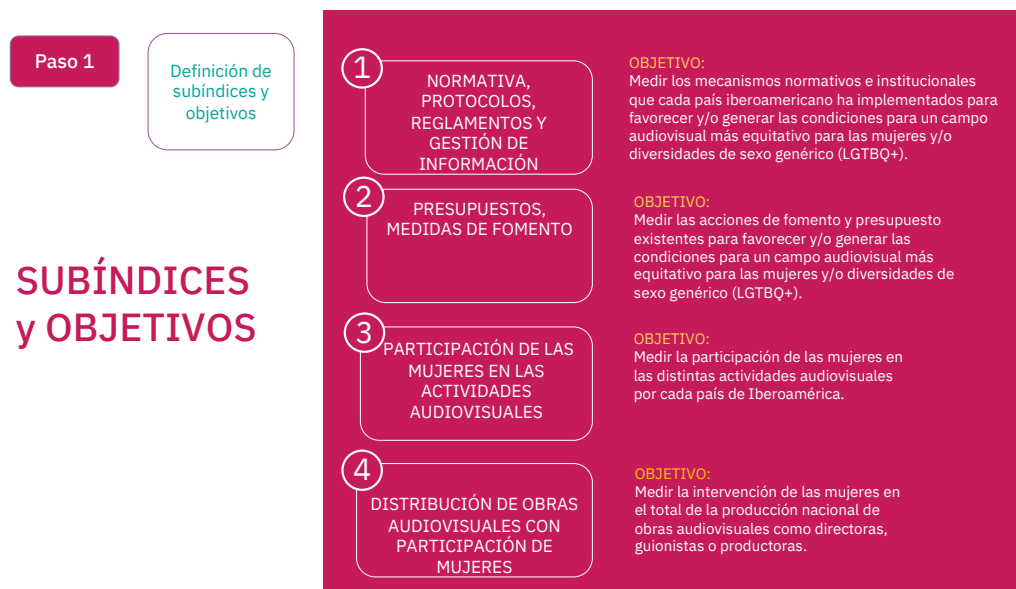 Paso 1
Definición de
subíndices y
objetivos
SUBÍNDICES
y OBJETIVOS
1
NORMATIVA,
PROTOCOLOS,
REGLAMENTOS Y
GESTIÓN DE
INFORMACIÓN
OBJETIVO:
Medir los mecanismos normativos e institucionales
que cada país iberoamericano ha implementados para
favorecer y/o generar las condiciones para un campo
audiovisual más equitativo para las mujeres y/o
diversidades de sexo genérico (LGTBQ+).
2
PRESUPUESTOS,
MEDIDAS DE FOMENTO
OBJETIVO:
Medir las acciones de fomento y presupuesto
existentes para favorecer y/o generar las
condiciones para un campo audiovisual más
equitativo para las mujeres y/o diversidades de
sexo genérico (LGTBQ+).
3
PARTICIPACIÓN DE LAS
MUJERES EN LAS
ACTIVIDADES
AUDIOVISUALES
OBJETIVO:
Medir la participación de las mujeres en
las distintas actividades audiovisuales
por cada país de Iberoamérica.
4
DISTRIBUCIÓN DE OBRAS
AUDIOVISUALES CON
PARTICIPACIÓN DE
MUJERES
OBJETIVO:
Medir la intervención de las mujeres en
el total de la producción nacional de
obras audiovisuales como directoras,
guionistas o productoras.